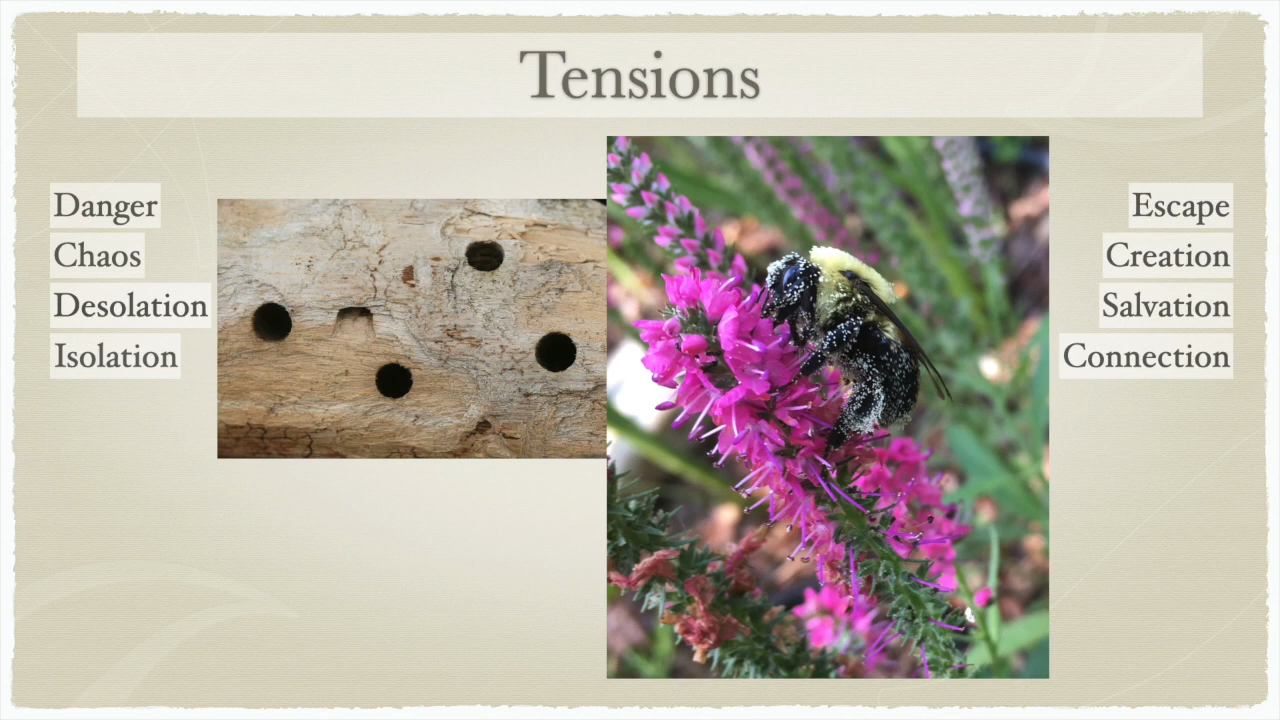 Tensions
Danger
Chaos
Desolation
Isolation
Escape
Creation
Salvation
Connection